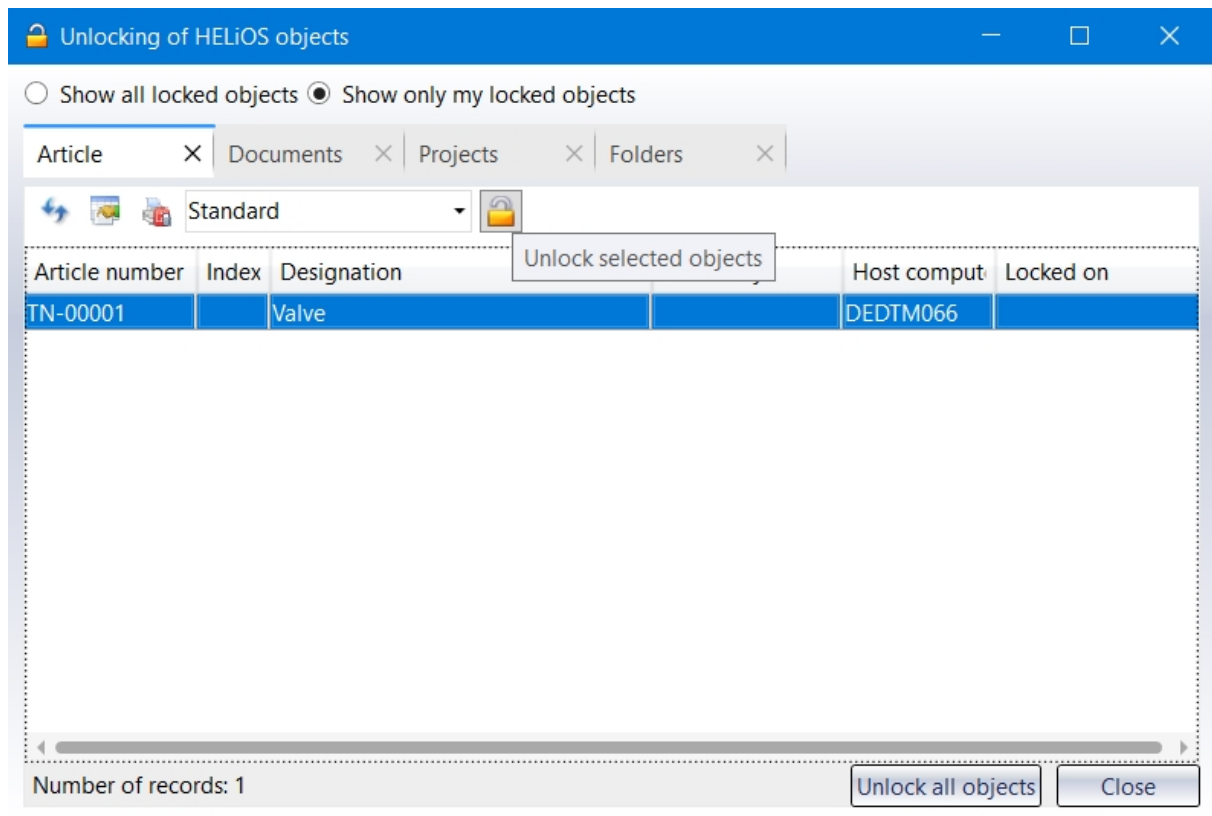 Unlocking of HELiOS objects
Show all locked objects Show only my locked objects
Article Documents Projects Folders
Standard
Unlock selected objects
Article number Index Designation Host comput Locked on
TN-00001 Valve DEDTM066
Number of records: 1 Unlock all objects Close